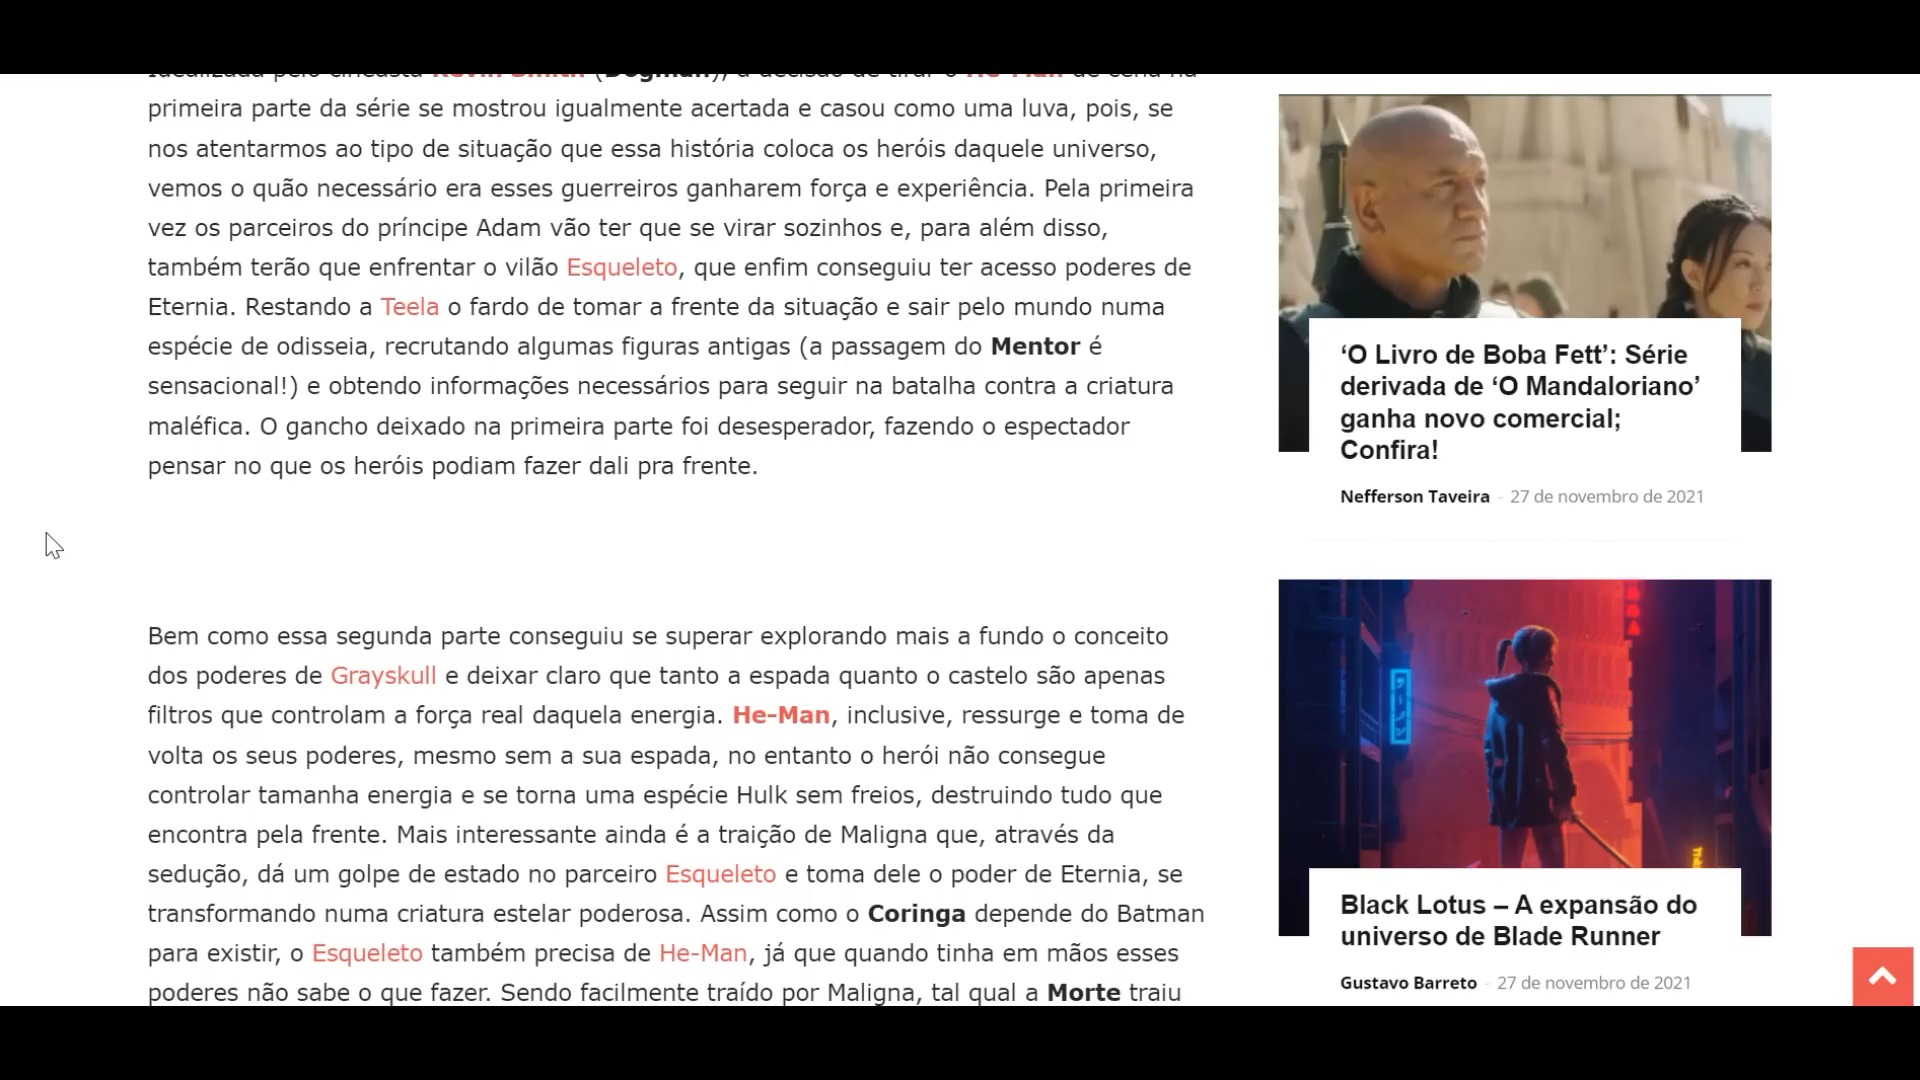 Idealizada pelo cineasta Kevin Smith (Dogman), a decisão de tirar o He-Man de cena na
primeira parte da série se mostrou igualmente acertada e casou como uma luva, pois, se
nos atentarmos ao tipo de situação que essa história coloca os heróis daquele universo,
vemos o quão necessário era esses guerreiros ganharem força e experiência. Pela primeira
vez os parceiros do príncipe Adam vão ter que se virar sozinhos e, para além disso,
também terão que enfrentar o vilão Esqueleto, que enfim conseguiu ter acesso poderes de
Eternia. Restando a Teela o fardo de tomar a frente da situação e sair pelo mundo numa
espécie de odisseia, recrutando algumas figuras antigas (a passagem do Mentor é
sensacional!) e obtendo informações necessários para seguir na batalha contra a criatura
maléfica. O gancho deixado na primeira parte foi desesperador, fazendo o espectador
pensar no que os heróis podiam fazer dali pra frente.
Bem como essa segunda parte conseguiu se superar explorando mais a fundo o conceito
dos poderes de Grayskull e deixar claro que tanto a espada quanto o castelo são apenas
filtros que controlam a força real daquela energia. He-Man, inclusive, ressurge e toma de
volta os seus poderes, mesmo sem a sua espada, no entanto o herói não consegue
controlar tamanha energia e se torna uma espécie Hulk sem freios, destruindo tudo que
encontra pela frente. Mais interessante ainda é a traição de Maligna que, através da
sedução, dá um golpe de estado no parceiro Esqueleto e toma dele o poder de Eternia, se
transformando numa criatura estelar poderosa. Assim como o Coringa depende do Batman
para existir, o Esqueleto também precisa de He-Man, já que quando tinha em mãos esses
poderes não sabe o que fazer. Sendo facilmente traído por Maligna, tal qual a Morte traiu
‘O Livro de Boba Fett’: Série
derivada de ‘O Mandaloriano’
ganha novo comercial;
Confira!
Nefferson Taveira - 27 de novembro de 2021
Black Lotus – A expansão do
universo de Blade Runner
Gustavo Barreto - 27 de novembro de 2021